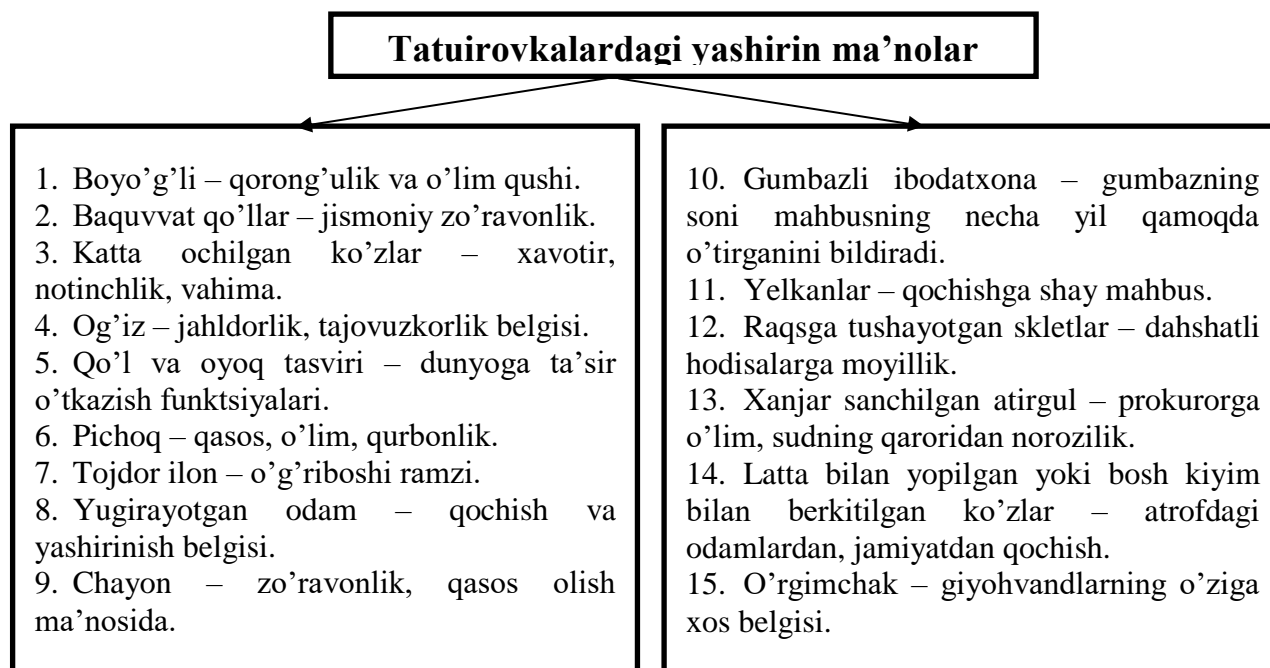 Tatuirovkalardagi yashirin ma’nolar
1. Boyo’g’li – qorong’ulik va o’lim qushi.
2. Baquvvat qo’llar – jismoniy zo’ravonlik.
3. Katta ochilgan ko’zlar – xavotir,
notinchlik, vahima.
4. Og’iz – jahldorlik, tajovuzkorlik belgisi.
5. Qo’l va oyoq tasviri – dunyoga ta’sir
o’tkazish funktsiyalari.
6. Pichoq – qasos, o’lim, qurbonlik.
7. Tojdor ilon – o’g’riboshi ramzi.
8. Yugirayotgan odam – qochish va
yashirinish belgisi.
9. Chayon – zo’ravonlik, qasos olish
ma’nosida.
10. Gumbazli ibodatxona – gumbazning
soni mahbusning necha yil qamoqda
o’tirganini bildiradi.
11. Yelkanlar – qochishga shay mahbus.
12. Raqsga tushayotgan skletlar – dahshatli
hodisalarga moyillik.
13. Xanjar sanchilgan atirgul – prokurorga
o’lim, sudning qaroridan norozilik.
14. Latta bilan yopilgan yoki bosh kiyim
bilan berkitilgan ko’zlar – atrofdagi
odamlardan, jamiyatdan qochish.
15. O’rgimchak – giyohvandlarning o’ziga
xos belgisi.